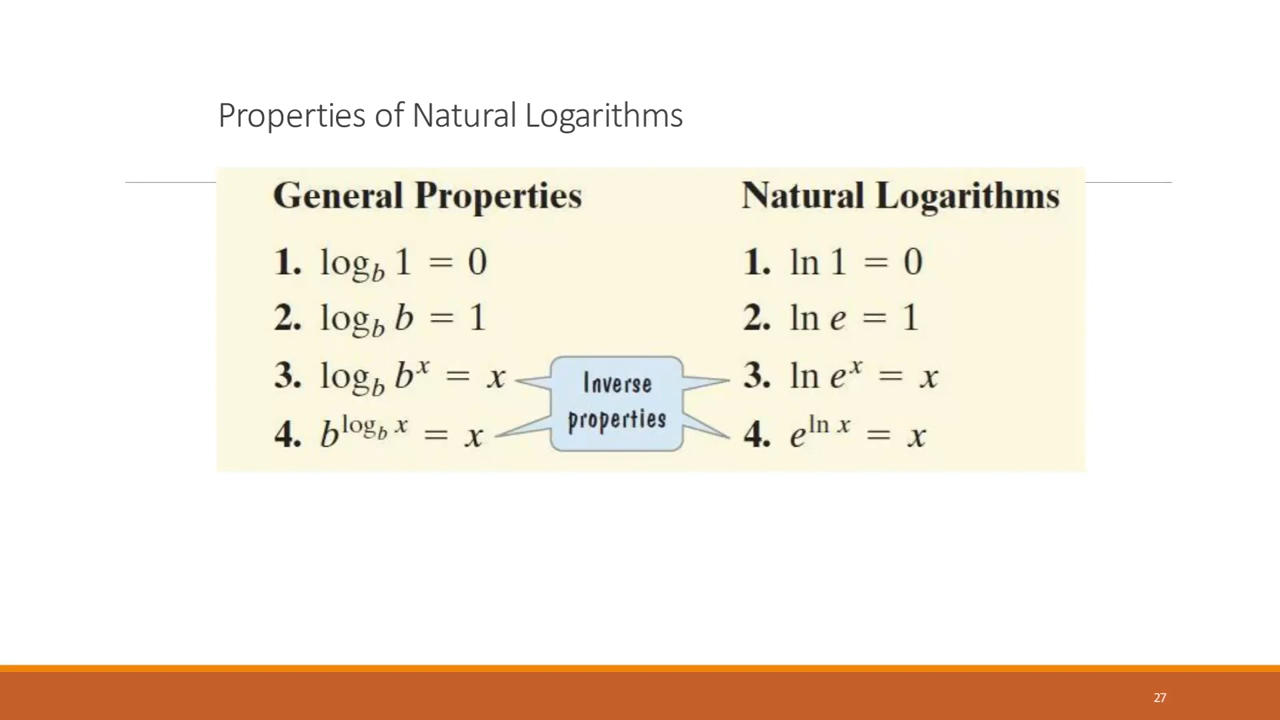 Properties of Natural Logarithms
General Properties
Natural Logarithms
1. log_b 1 = 0
1. ln 1 = 0
2. log_b b = 1
2. ln e = 1
3. log_b b^x = x
Inverse
properties
3. ln e^x = x
4. b^{log_b x} = x
4. e^{ln x} = x
27